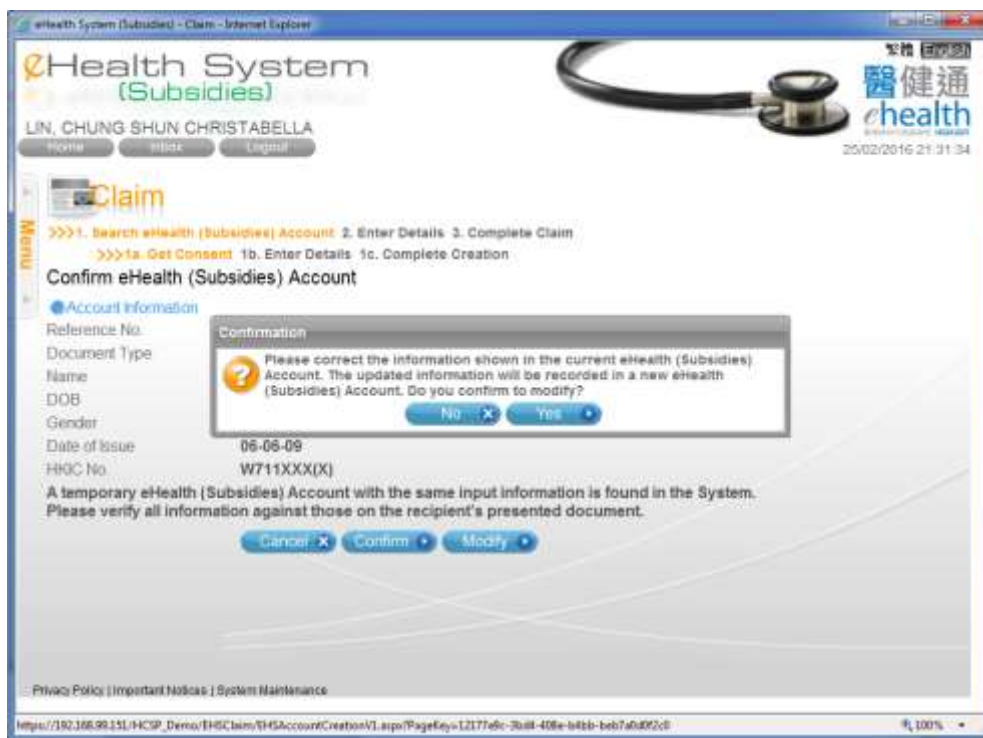 eHealth System (Subsidies) - Claim - Internet Explorer
eHealth System
(Subsidies)
繁體 English
醫健通
ehealth
LIN, CHUNG SHUN CHRISTABELLA
Home Inbox Logout
25/02/2016 21:31:34
Claim
Menu
>>>1. Search eHealth (Subsidies) Account 2. Enter Details 3. Complete Claim
>>>1a. Get Consent 1b. Enter Details 1c. Complete Creation
Confirm eHealth (Subsidies) Account
Account Information
Reference No.
Document Type
Name
DOB
Gender
Confirmation
Please correct the information shown in the current eHealth (Subsidies)
Account. The updated information will be recorded in a new eHealth
(Subsidies) Account. Do you confirm to modify?
No Yes
Date of Issue 06-06-09
HKIC No. W711XXX(X)
A temporary eHealth (Subsidies) Account with the same input information is found in the System.
Please verify all information against those on the recipient's presented document.
Cancel Confirm Modify
Privacy Policy | Important Notices | System Maintenance
100%